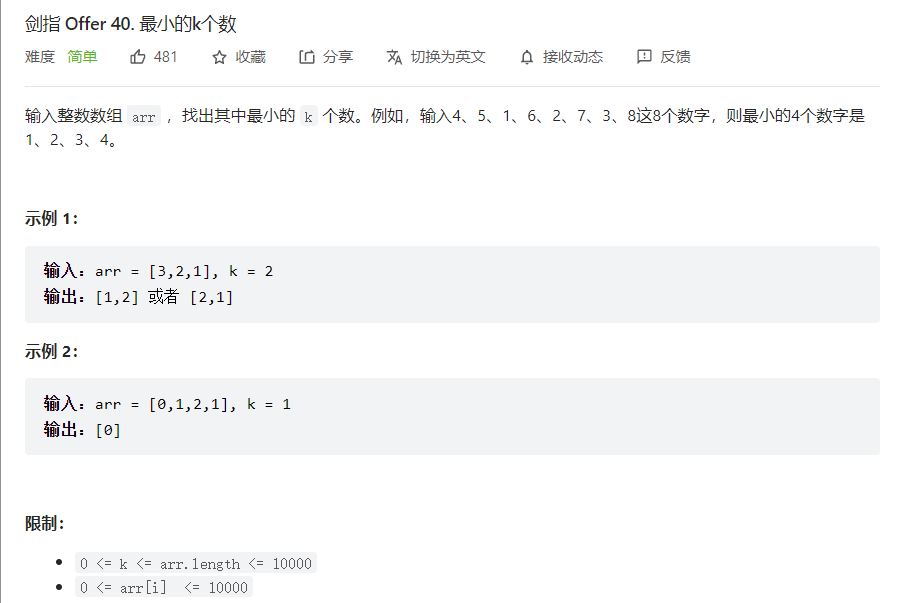 剑指 Offer 40. 最小的k个数
难度 简单 481 收藏 分享 切换为英文 接收动态 反馈
输入整数数组 arr ，找出其中最小的 k 个数。例如，输入4、5、1、6、2、7、3、8这8个数字，则最小的4个数字是
1、2、3、4。
示例 1：
输入：arr = [3,2,1], k = 2
输出：[1,2] 或者 [2,1]
示例 2：
输入：arr = [0,1,2,1], k = 1
输出：[0]
限制：
• 0 <= k <= arr.length <= 10000
• 0 <= arr[i] <= 10000